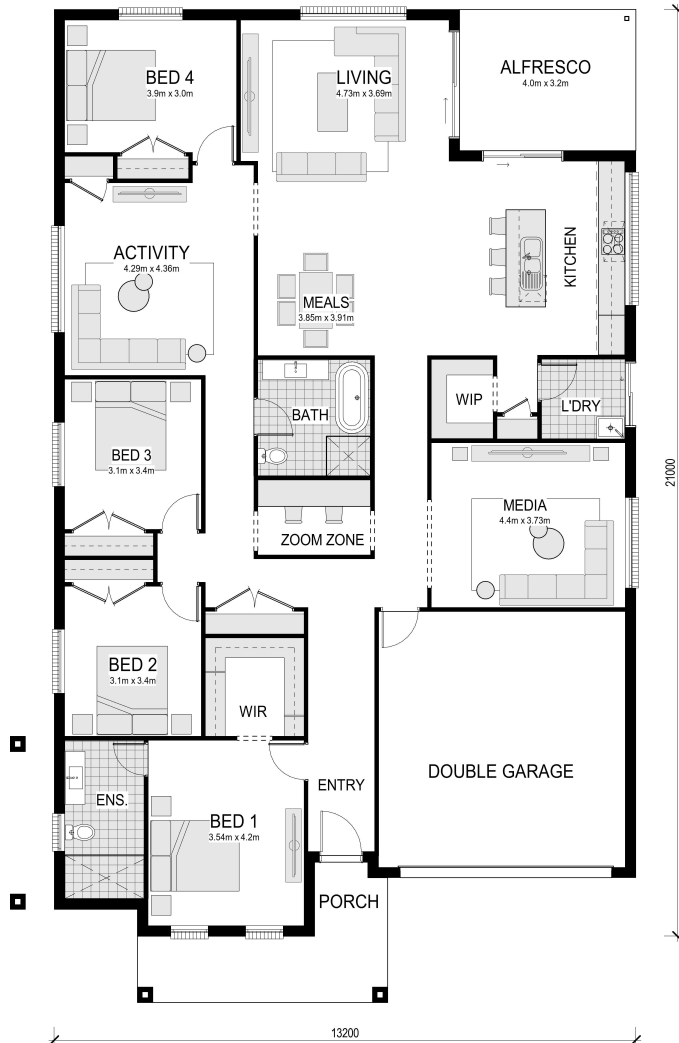 BED 4
3.9m x 3.0m
LIVING
4.73m x 3.69m
ALFRESCO
4.0m x 3.2m
ACTIVITY
4.29m x 4.36m
MEALS
3.85m x 3.91m
KITCHEN
BATH
WIP
L'DRY
BED 3
3.1m x 3.4m
ZOOM ZONE
MEDIA
4.4m x 3.73m
21000
BED 2
3.1m x 3.4m
WIR
ENS.
BED 1
3.54m x 4.2m
ENTRY
DOUBLE GARAGE
PORCH
13200